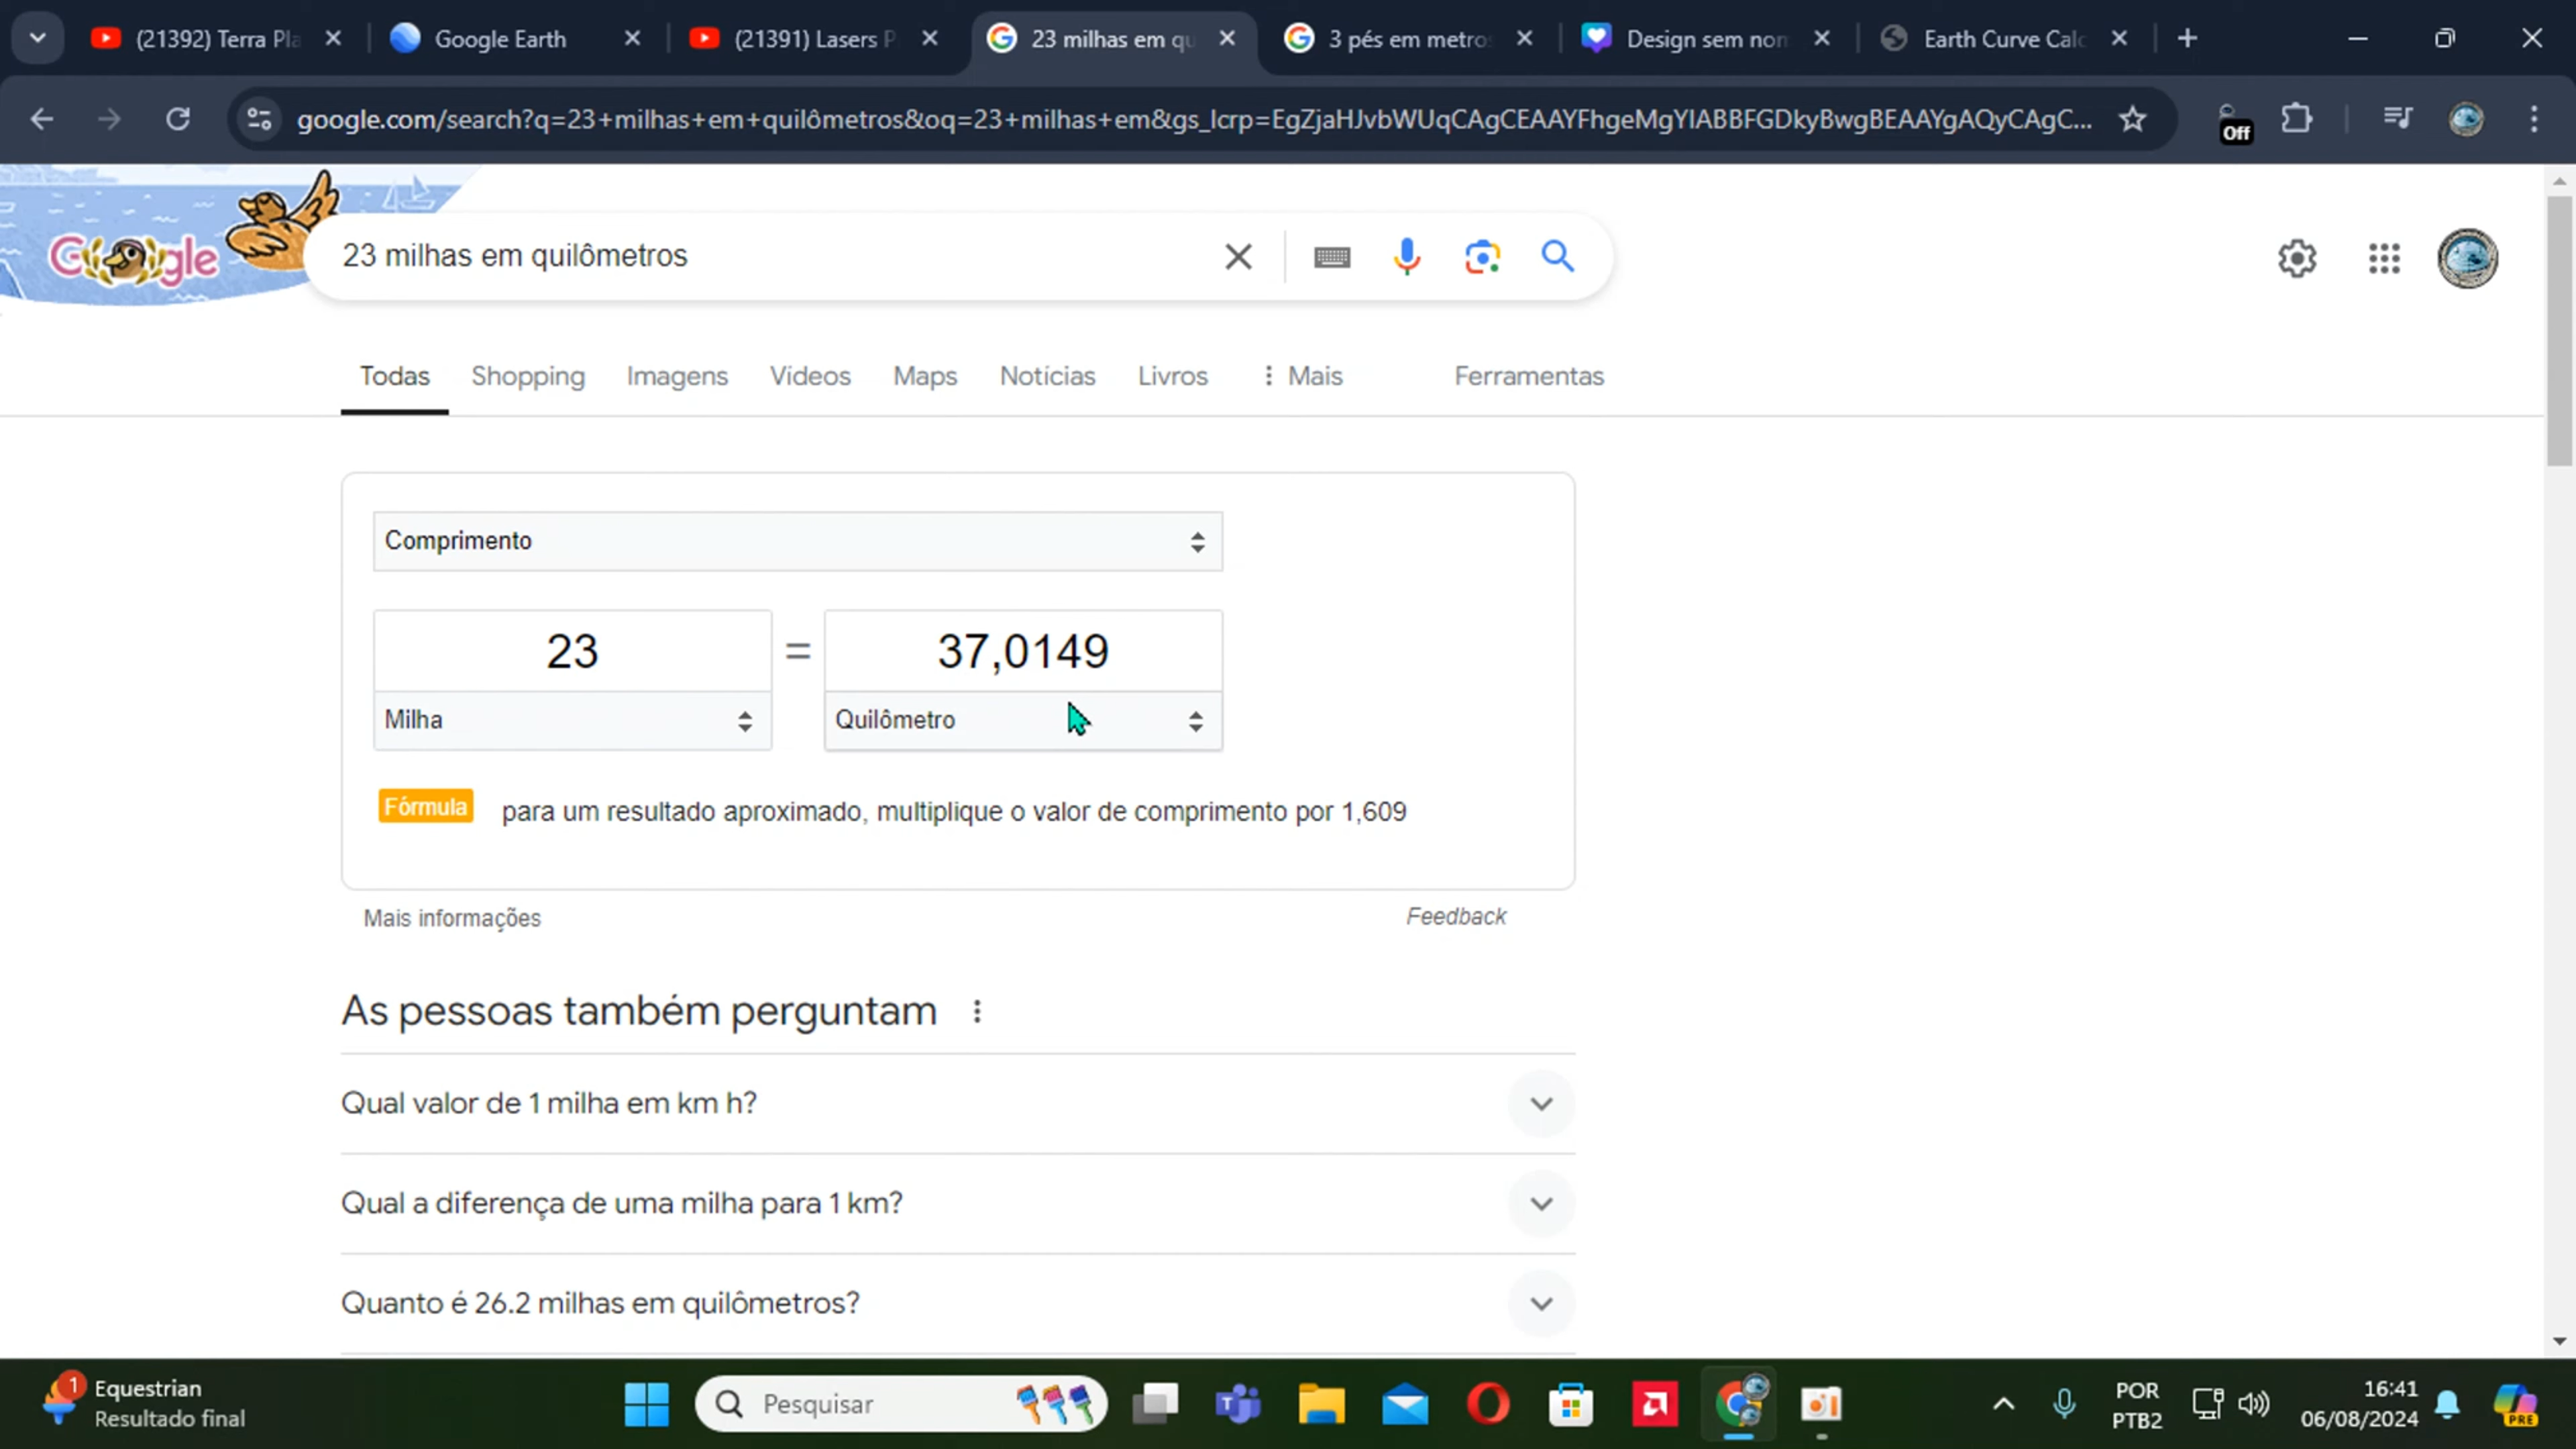 (21392) Terra Pla
Google Earth
(21391) Lasers P
23 milhas em qu
3 pés em metros
Design sem nom
Earth Curve Calc
google.com/search?q=23+milhas+em+quilômetros&oq=23+milhas+em&gs_lcrp=EgZjaHJvbWUqCAgCEAAYFhgeMgYIABBFGDkyBwgBEAAYgAQyCAgC...
Off
Google
23 milhas em quilômetros
Todas Shopping Imagens Vídeos Maps Notícias Livros Mais Ferramentas
Comprimento
23 = 37,0149
Milha Quilômetro
Fórmula para um resultado aproximado, multiplique o valor de comprimento por 1,609
Mais informações Feedback
As pessoas também perguntam
Qual valor de 1 milha em km h?
Qual a diferença de uma milha para 1 km?
Quanto é 26.2 milhas em quilômetros?
1
Equestrian
Resultado final
Pesquisar
POR
PTB2
16:41
06/08/2024
PRE